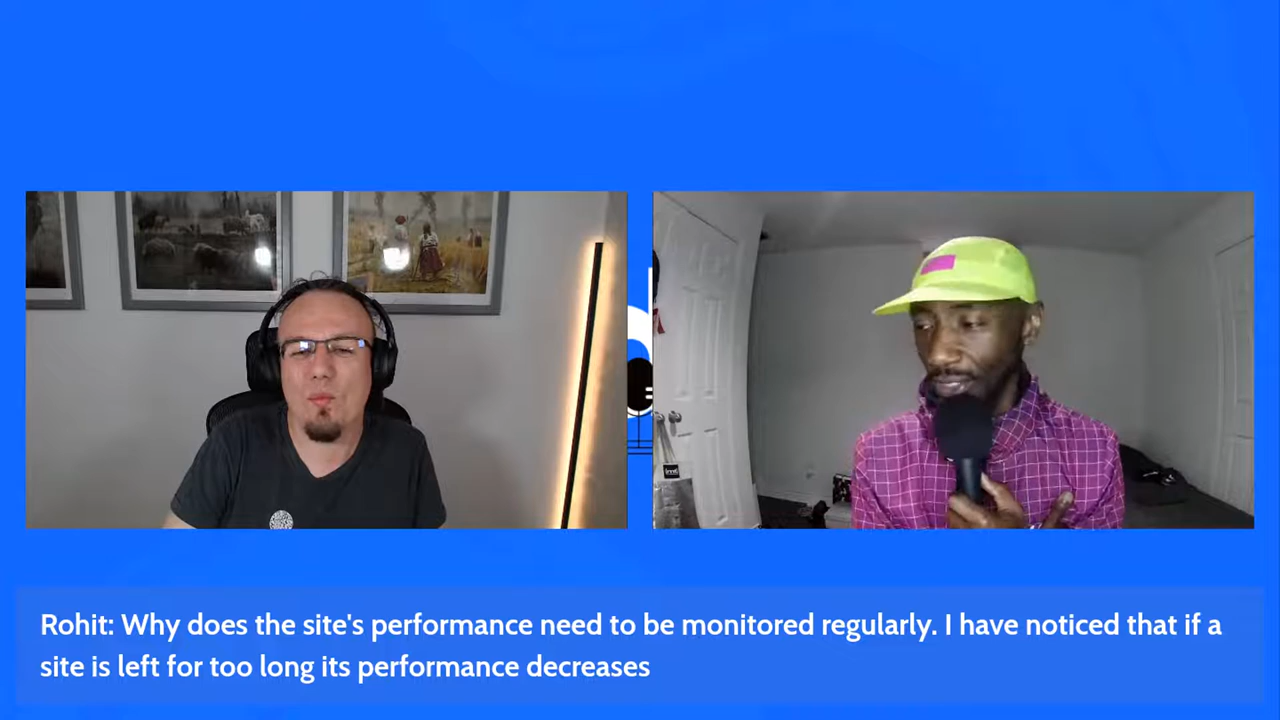 Rohit: Why does the site's performance need to be monitored regularly. I have noticed that if a
site is left for too long its performance decreases